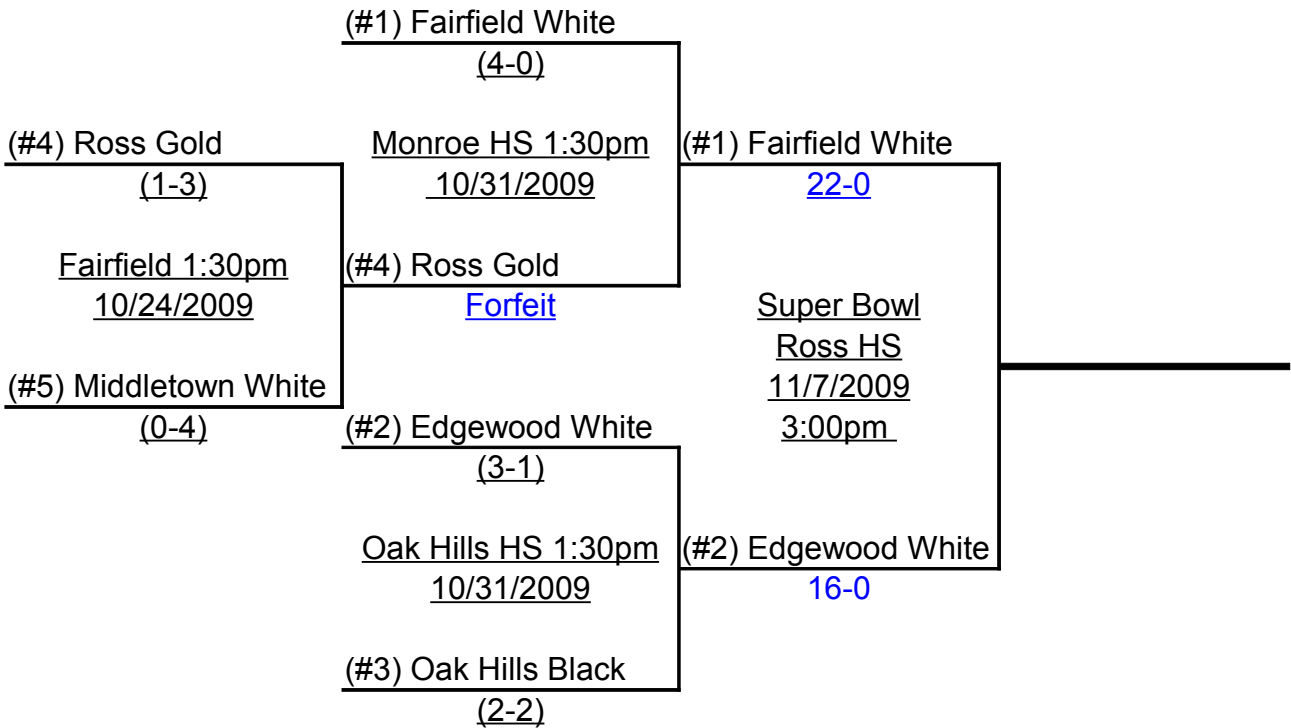 (#1) Fairfield White
(4-0)
(#4) Ross Gold
(1-3)
Monroe HS 1:30pm
10/31/2009
(#1) Fairfield White
22-0
Fairfield 1:30pm
10/24/2009
(#4) Ross Gold
Forfeit
Super Bowl
Ross HS
11/7/2009
3:00pm
(#5) Middletown White
(0-4)
(#2) Edgewood White
(3-1)
Oak Hills HS 1:30pm
10/31/2009
(#2) Edgewood White
16-0
(#3) Oak Hills Black
(2-2)